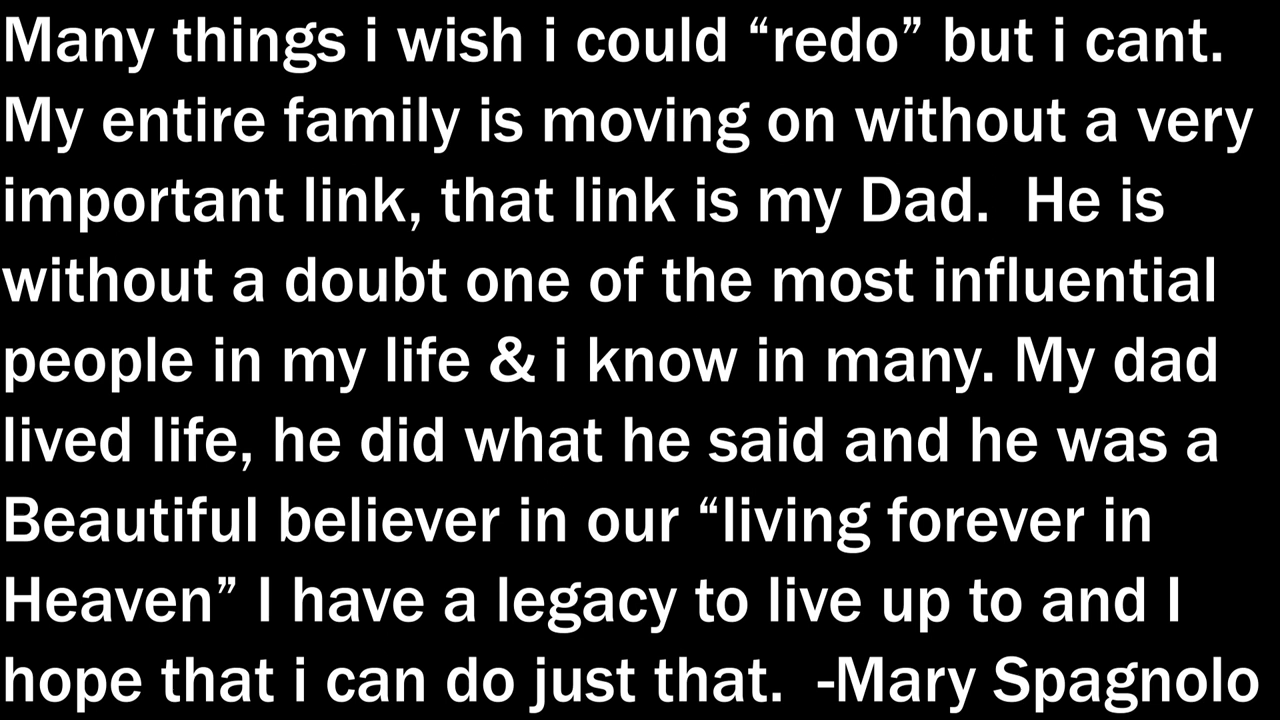 Many things i wish i could “redo” but i cant.
My entire family is moving on without a very
important link, that link is my Dad.  He is
without a doubt one of the most influential
people in my life & i know in many. My dad
lived life, he did what he said and he was a
Beautiful believer in our “living forever in
Heaven” I have a legacy to live up to and I
hope that i can do just that.  -Mary Spagnolo